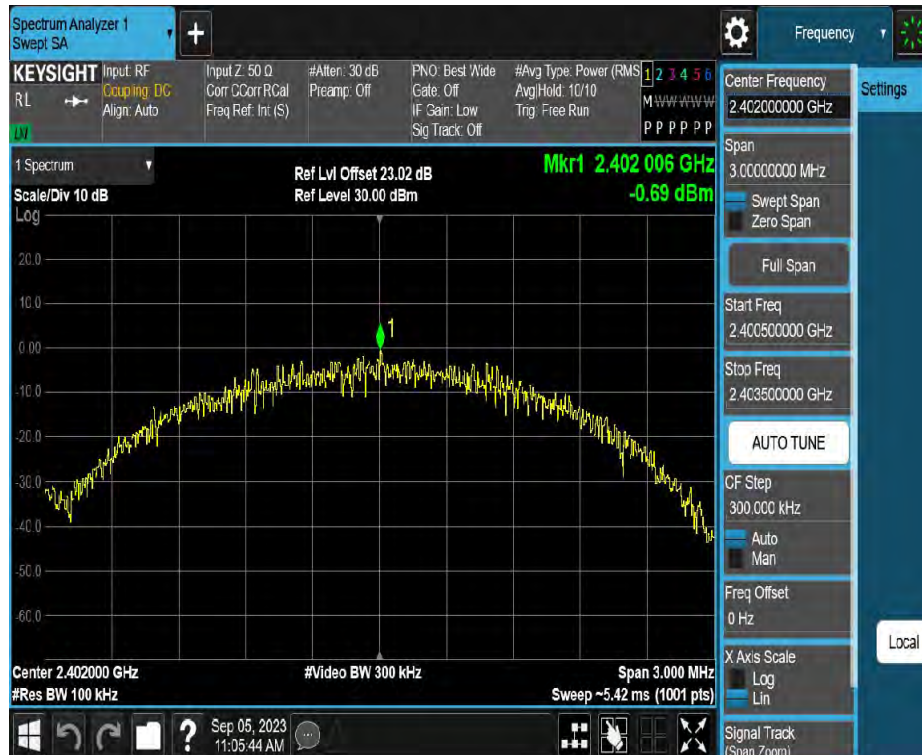 Spectrum Analyzer 1
Swept SA
+
Frequency
KEYSIGHT
RL
Input: RF
Coupling: DC
Align: Auto
Input Z: 50 Ω
Corr CCorr RCal
Freq Ref: Int (S)
#Atten: 30 dB
Preamp: Off
PNO: Best Wide
Gate: Off
IF Gain: Low
Sig Track: Off
#Avg Type: Power (RMS
Avg|Hold: 10/10
Trig: Free Run
1 2 3 4 5 6
M W W W W W
P P P P P P
1 Spectrum
Scale/Div 10 dB
Log
Ref Lvl Offset 23.02 dB
Ref Level 30.00 dBm
Mkr1 2.402 006 GHz
-0.69 dBm
20.0
10.0
0.00
-10.0
-20.0
-30.0
-40.0
-50.0
-60.0
1
Center 2.402000 GHz
#Res BW 100 kHz
#Video BW 300 kHz
Span 3.000 MHz
Sweep ~5.42 ms (1001 pts)
Center Frequency
2.402000000 GHz
Span
3.00000000 MHz
Swept Span
Zero Span
Full Span
Start Freq
2.400500000 GHz
Stop Freq
2.403500000 GHz
AUTO TUNE
CF Step
300.000 kHz
Auto
Man
Freq Offset
0 Hz
X Axis Scale
Log
Lin
Signal Track
(Span Zoom)
Settings
Local
?
Sep 05, 2023
11:05:44 AM